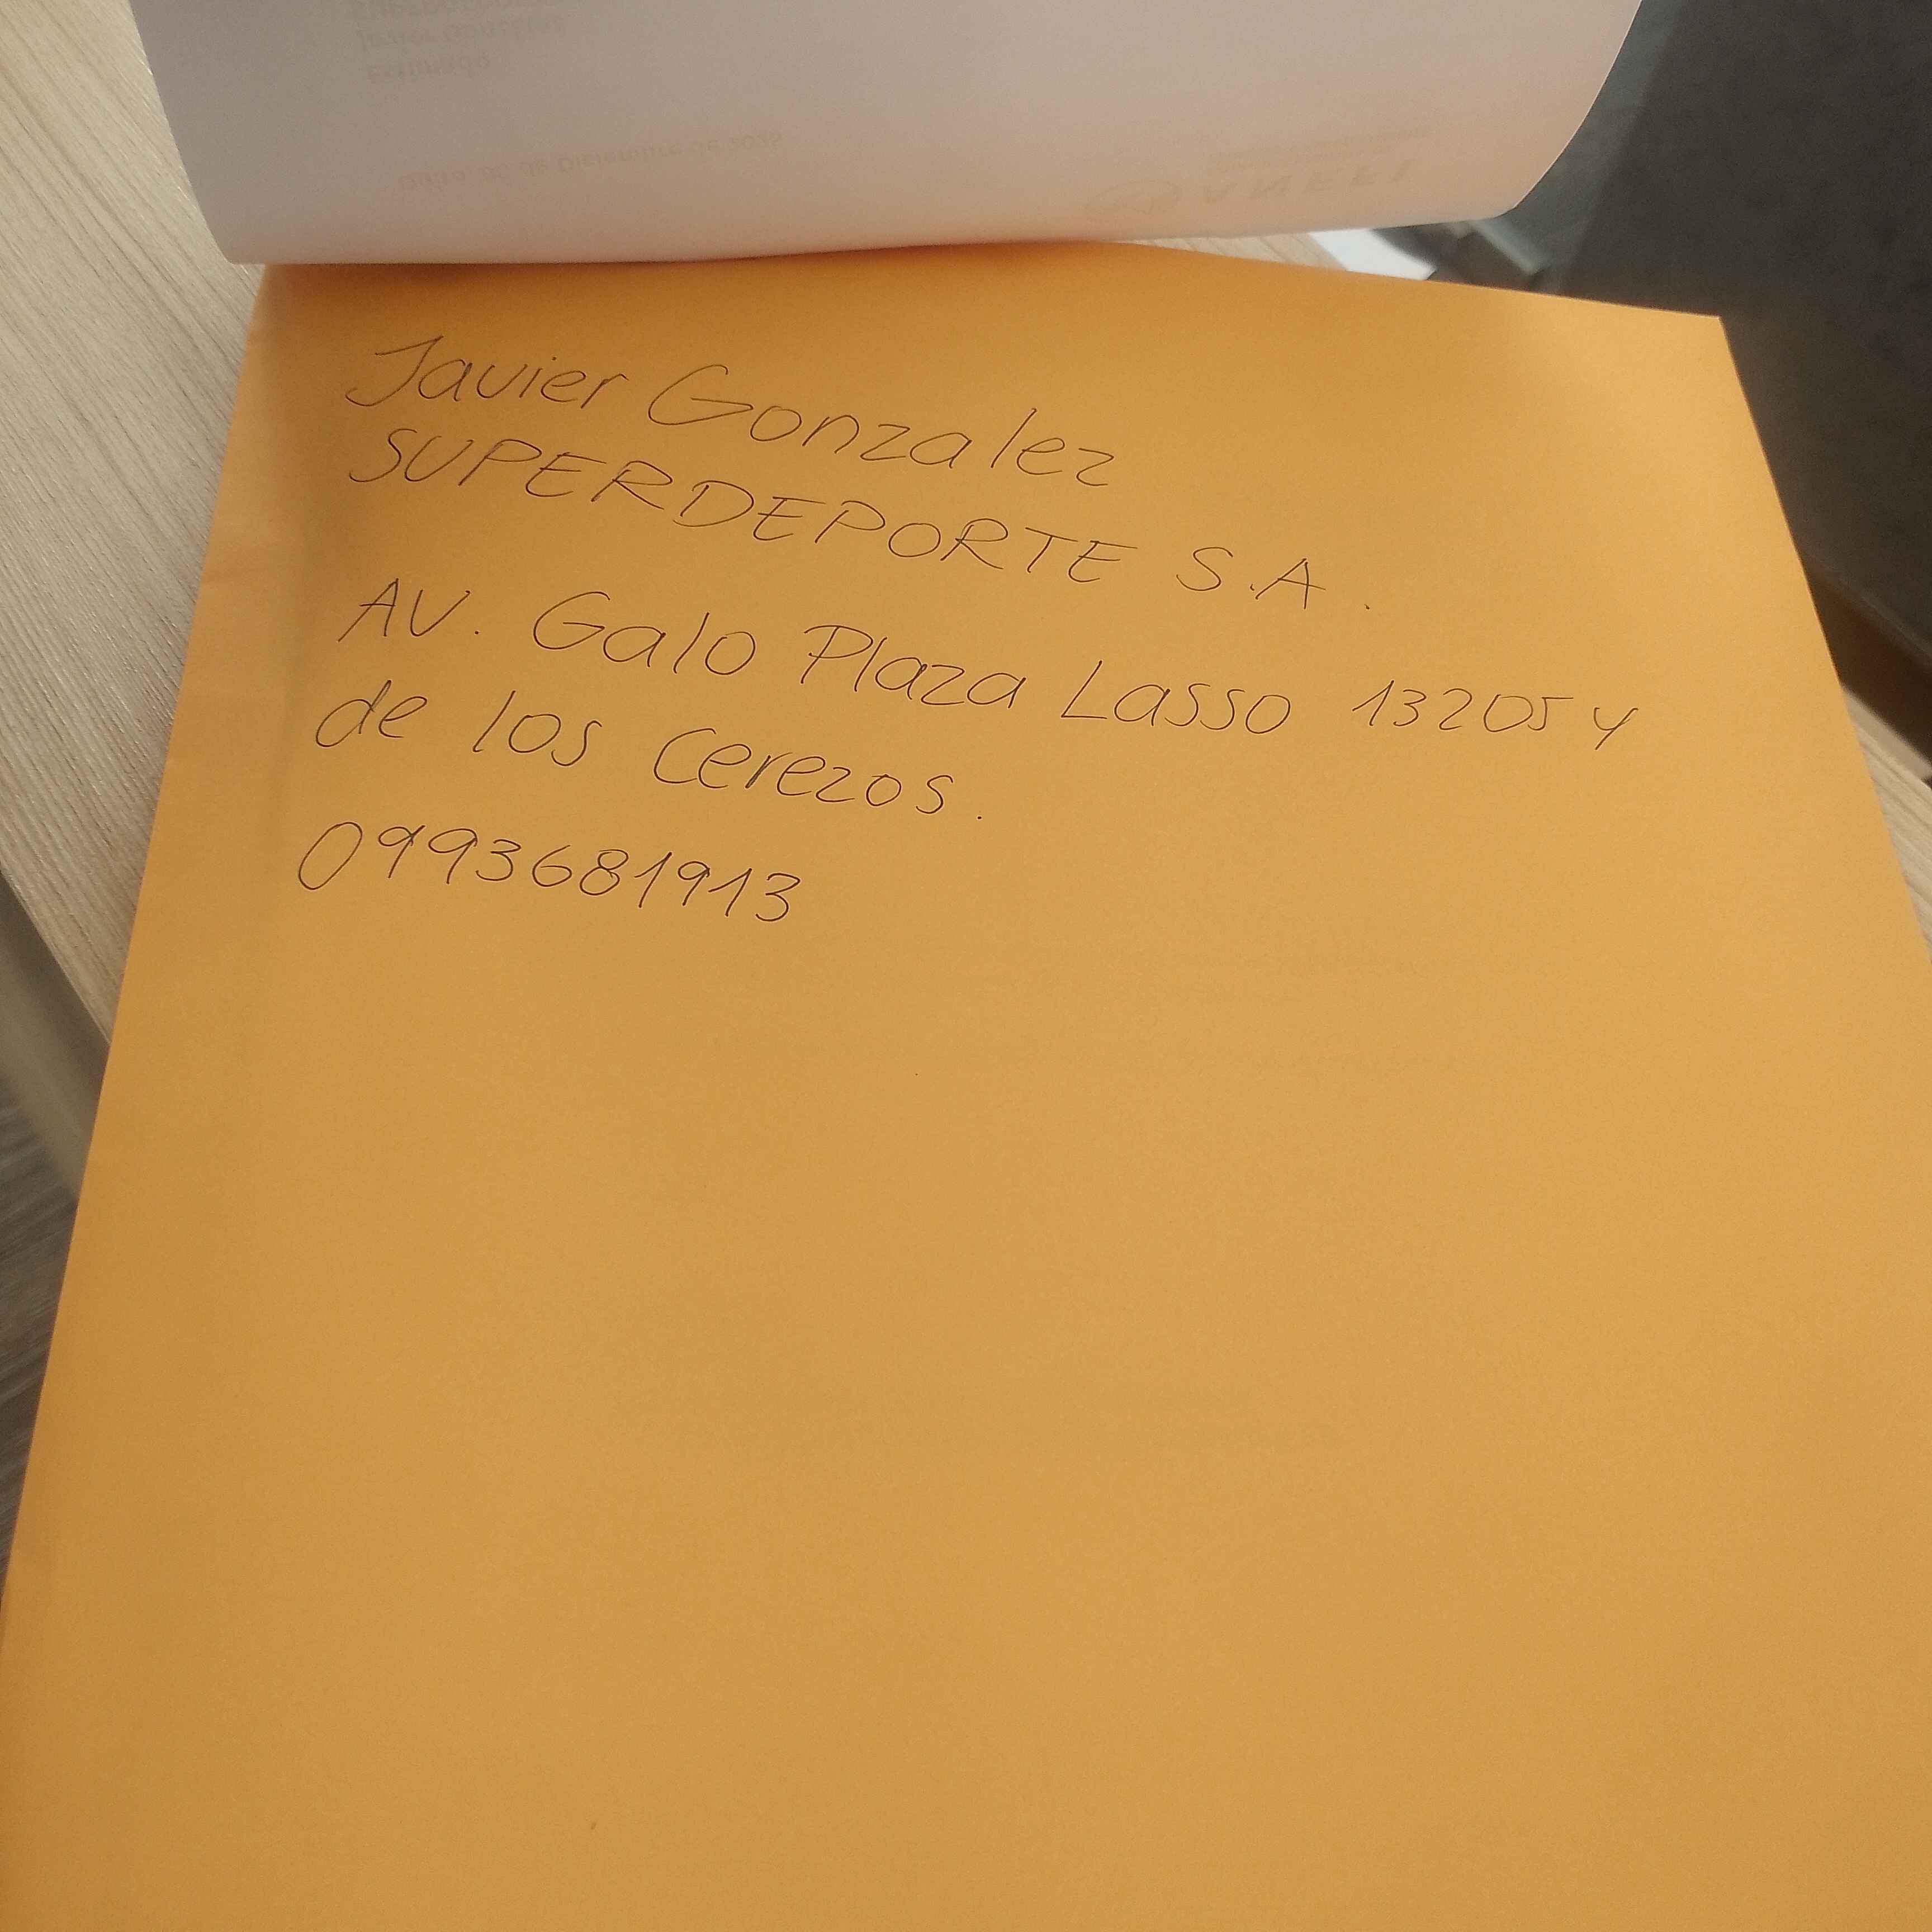 Javier Gonzalez
SUPERDEPORTE S.A.
AV. Galo Plaza Lasso 13205 y
de los cerezos.
0993681913